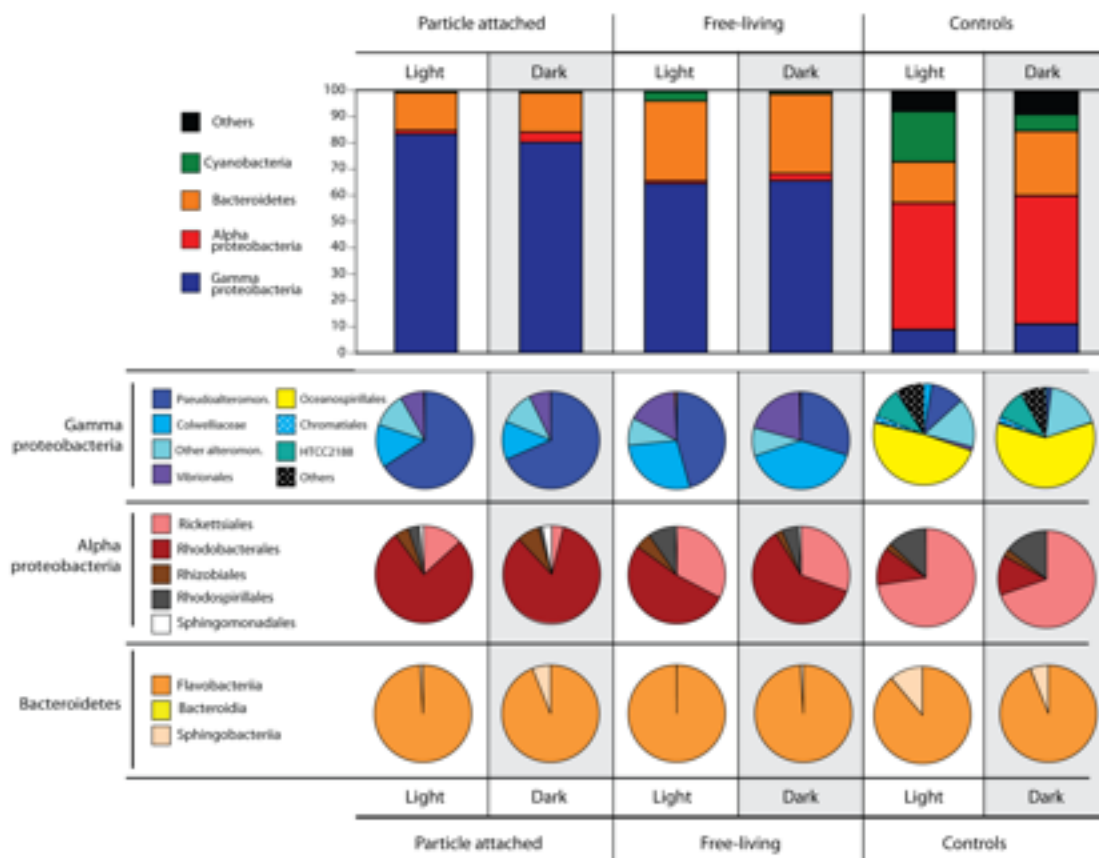 Particle attached Free-living Controls
Light Dark Light Dark Light Dark
100
90
80
70
60
50
40
30
20
10
0
Others
Cyanobacteria
Bacteroidetes
Alpha
proteobacteria
Gamma
proteobacteria
Gamma
proteobacteria
Pseudoalteromon. Oceanospirillales
Colwelliaceae Chromatiales
Other alteromon. HTCC2188
Vibrionales Others
Alpha
proteobacteria
Rickettsiales
Rhodobacterales
Rhizobiales
Rhodospirillales
Sphingomonadales
Bacteroidetes
Flavobacteriia
Bacteroidia
Sphingobacteriia
Light Dark Light Dark Light Dark
Particle attached Free-living Controls